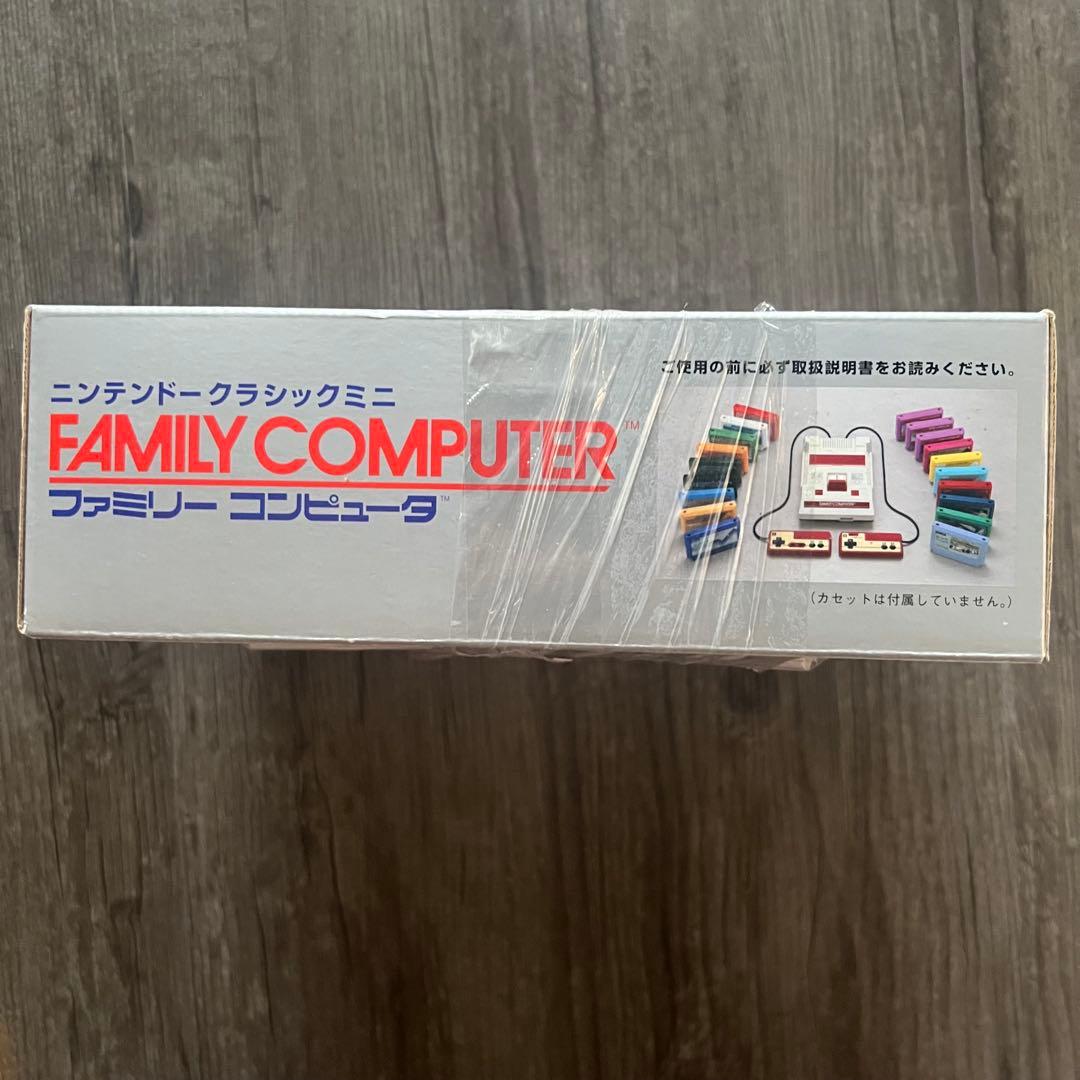 ニンテンドークラシックミニ
FAMILY COMPUTER™
ファミリー コンピュータ™
ご使用の前に必ず取扱説明書をお読みください。
FAMILY COMPUTER
(カセットは付属していません。)